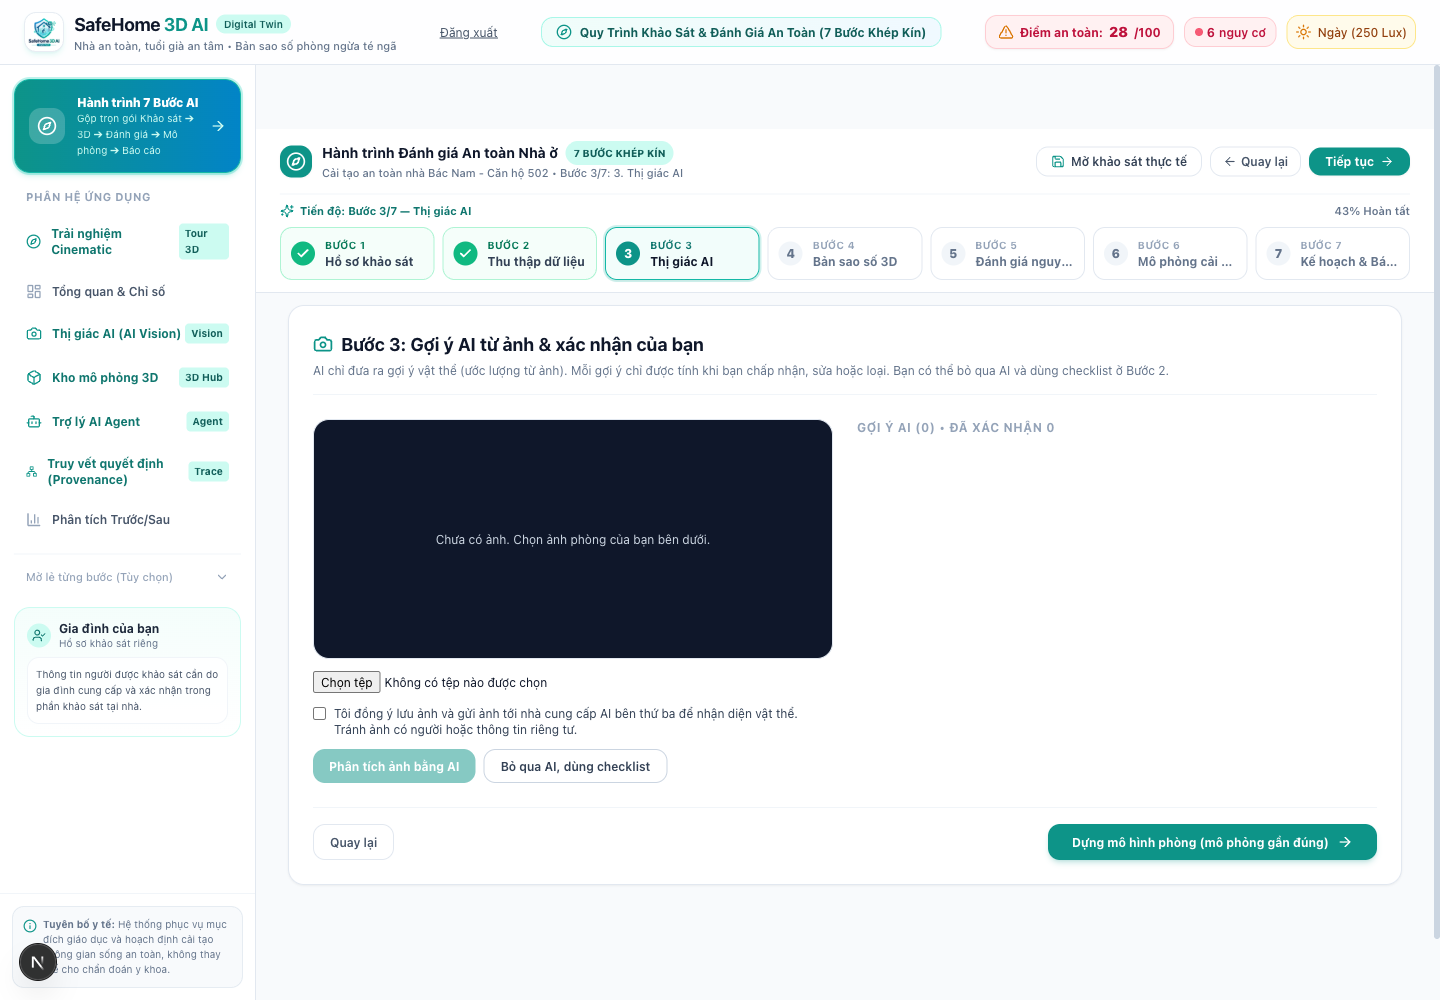 SafeHome 3D AI
Digital Twin
Nhà an toàn, tuổi già an tâm • Bản sao số phòng ngừa té ngã
Đăng xuất
Quy Trình Khảo Sát & Đánh Giá An Toàn (7 Bước Khép Kín)
Điểm an toàn: 28 /100
6 nguy cơ
Ngày (250 Lux)
Hành trình 7 Bước AI
Gộp trọn gói Khảo sát ➔
3D ➔ Đánh giá ➔ Mô
phỏng ➔ Báo cáo
PHÂN HỆ ỨNG DỤNG
Trải nghiệm
Cinematic
Tour
3D
Tổng quan & Chỉ số
Thị giác AI (AI Vision)
Vision
Kho mô phỏng 3D
3D Hub
Trợ lý AI Agent
Agent
Truy vết quyết định
(Provenance)
Trace
Phân tích Trước/Sau
Mở lẻ từng bước (Tùy chọn)
Gia đình của bạn
Hồ sơ khảo sát riêng
Thông tin người được khảo sát cần do
gia đình cung cấp và xác nhận trong
phần khảo sát tại nhà.
Tuyên bố y tế: Hệ thống phục vụ mục
đích giáo dục và hoạch định cải tạo
gian sống an toàn, không thay
cho chẩn đoán y khoa.
N
Hành trình Đánh giá An toàn Nhà ở
7 BƯỚC KHÉP KÍN
Cải tạo an toàn nhà Bác Nam - Căn hộ 502 • Bước 3/7: 3. Thị giác AI
Mở khảo sát thực tế
← Quay lại
Tiếp tục →
Tiến độ: Bước 3/7 — Thị giác AI
43% Hoàn tất
BƯỚC 1
Hồ sơ khảo sát
BƯỚC 2
Thu thập dữ liệu
3
BƯỚC 3
Thị giác AI
4
BƯỚC 4
Bản sao số 3D
5
BƯỚC 5
Đánh giá nguy...
6
BƯỚC 6
Mô phỏng cải ...
7
BƯỚC 7
Kế hoạch & Bá...
Bước 3: Gợi ý AI từ ảnh & xác nhận của bạn
AI chỉ đưa ra gợi ý vật thể (ước lượng từ ảnh). Mỗi gợi ý chỉ được tính khi bạn chấp nhận, sửa hoặc loại. Bạn có thể bỏ qua AI và dùng checklist ở Bước 2.
Chưa có ảnh. Chọn ảnh phòng của bạn bên dưới.
GỢI Ý AI (0) • ĐÃ XÁC NHẬN 0
Chọn tệp Không có tệp nào được chọn
Tôi đồng ý lưu ảnh và gửi ảnh tới nhà cung cấp AI bên thứ ba để nhận diện vật thể.
Tránh ảnh có người hoặc thông tin riêng tư.
Phân tích ảnh bằng AI
Bỏ qua AI, dùng checklist
Quay lại
Dựng mô hình phòng (mô phỏng gần đúng) →